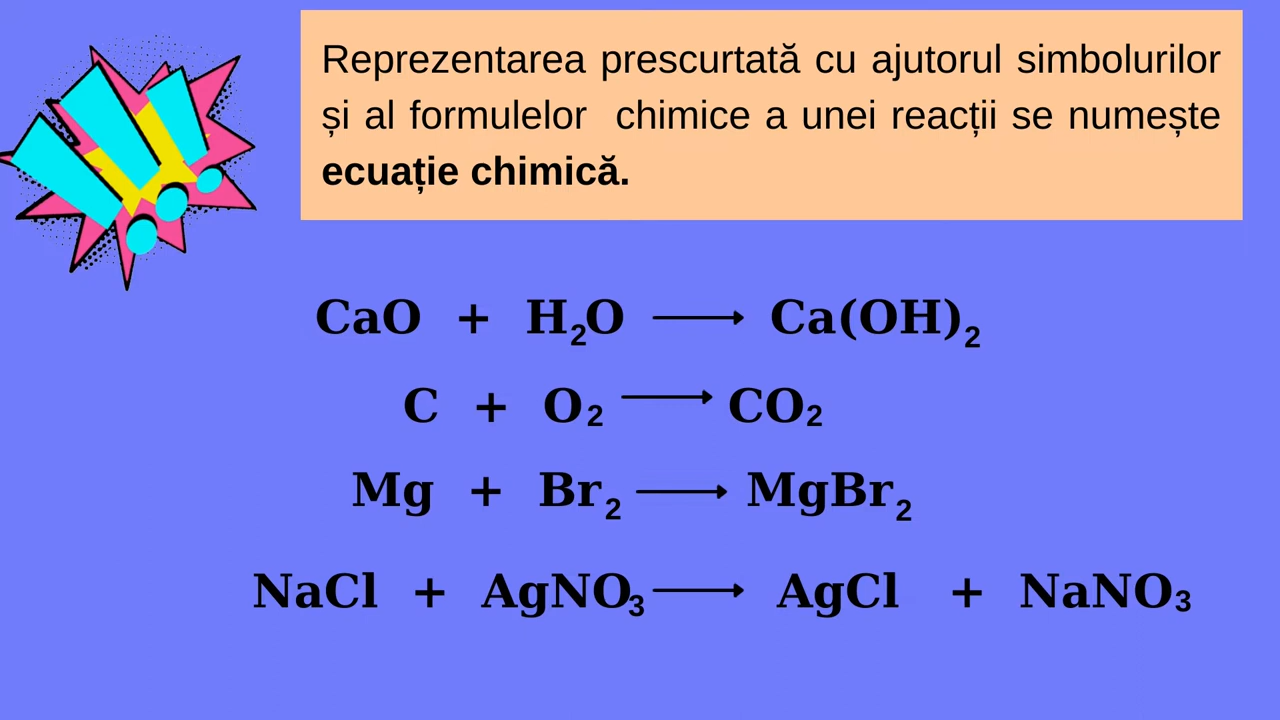 Reprezentarea prescurtată cu ajutorul simbolurilor
și al formulelor chimice a unei reacții se numește
ecuație chimică.
CaO + H₂O ⟶ Ca(OH)₂
C + O₂ ⟶ CO₂
Mg + Br₂ ⟶ MgBr₂
NaCl + AgNO₃ ⟶ AgCl + NaNO₃